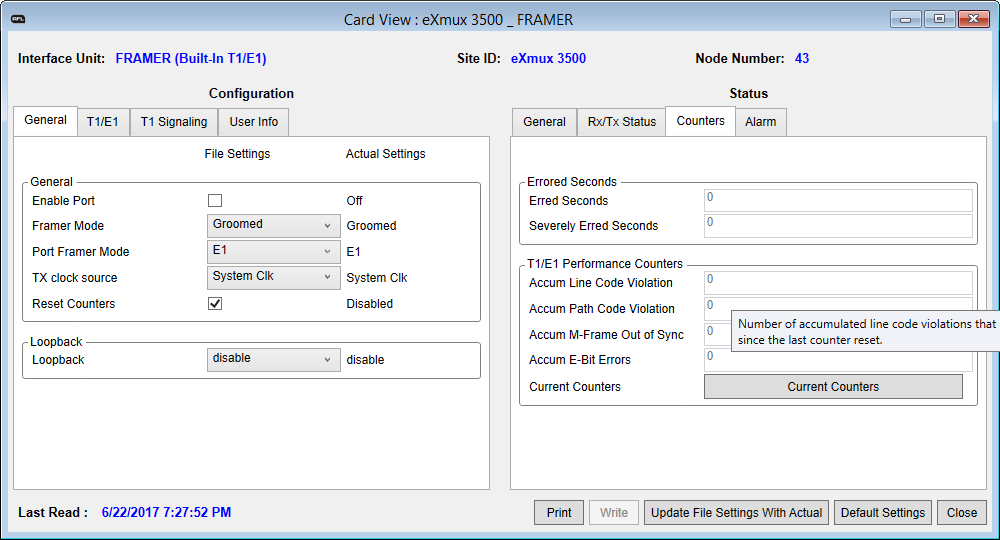 RFL
Card View : eXmux 3500 _ FRAMER
Interface Unit: FRAMER (Built-In T1/E1) Site ID: eXmux 3500 Node Number: 43
Configuration
General T1/E1 T1 Signaling User Info
File Settings Actual Settings
General
Enable Port Off
Framer Mode Groomed Groomed
Port Framer Mode E1 E1
TX clock source System Clk System Clk
Reset Counters Disabled
Loopback
Loopback disable disable
Status
General Rx/Tx Status Counters Alarm
Errored Seconds
Erred Seconds 0
Severely Erred Seconds 0
T1/E1 Performance Counters
Accum Line Code Violation 0
Accum Path Code Violation 0
Accum M-Frame Out of Sync 0
Accum E-Bit Errors 0
Current Counters Current Counters
Number of accumulated line code violations that
since the last counter reset.
Last Read : 6/22/2017 7:27:52 PM
Print Write Update File Settings With Actual Default Settings Close